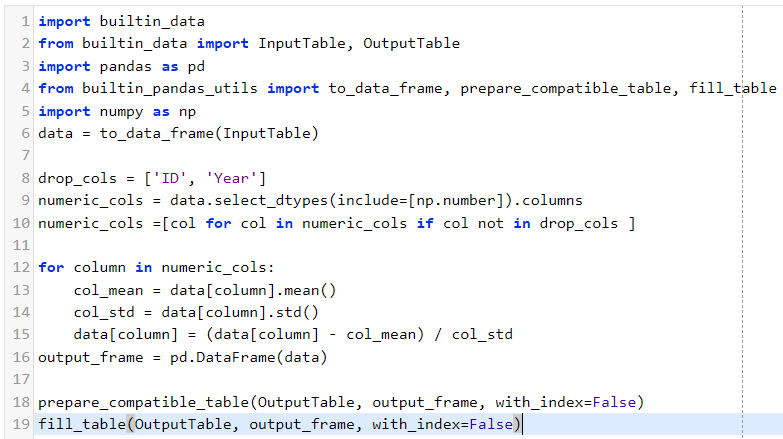 1 import builtin_data
2 from builtin_data import InputTable, OutputTable
3 import pandas as pd
4 from builtin_pandas_utils import to_data_frame, prepare_compatible_table, fill_table
5 import numpy as np
6 data = to_data_frame(InputTable)
7
8 drop_cols = ['ID', 'Year']
9 numeric_cols = data.select_dtypes(include=[np.number]).columns
10 numeric_cols =[col for col in numeric_cols if col not in drop_cols ]
11
12 for column in numeric_cols:
13     col_mean = data[column].mean()
14     col_std = data[column].std()
15     data[column] = (data[column] - col_mean) / col_std
16 output_frame = pd.DataFrame(data)
17
18 prepare_compatible_table(OutputTable, output_frame, with_index=False)
19 fill_table(OutputTable, output_frame, with_index=False)